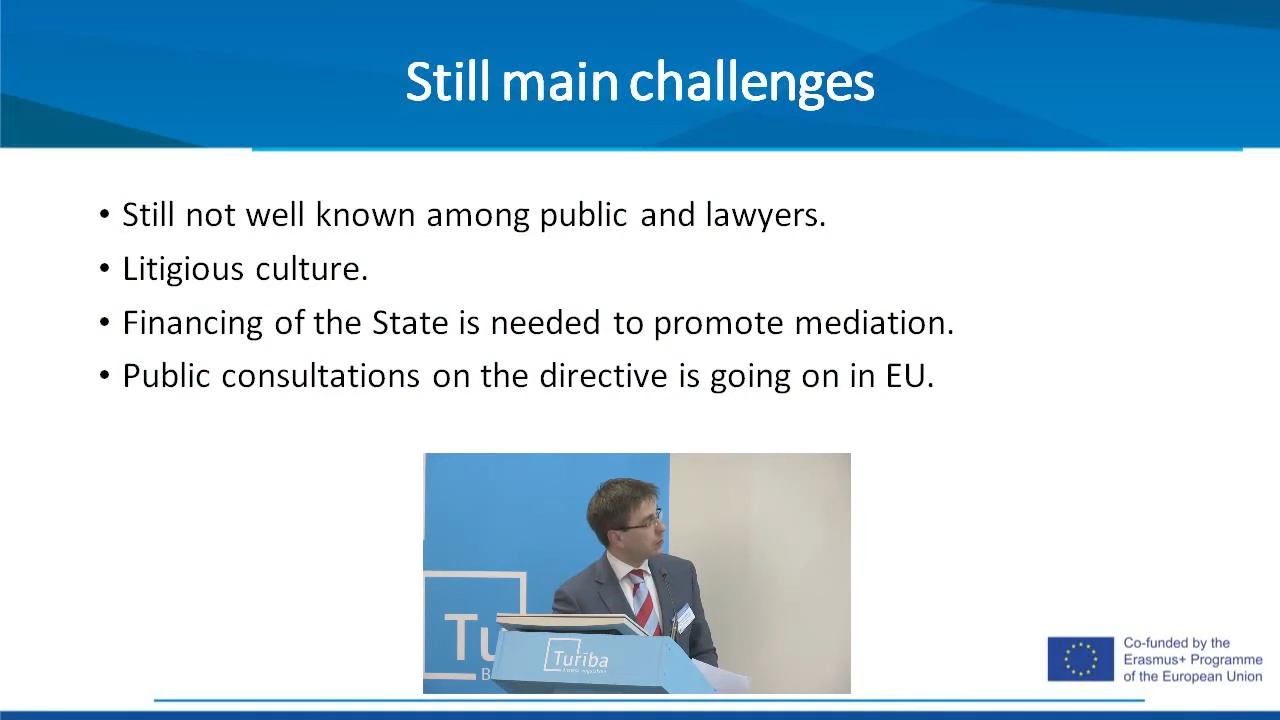 Still main challenges
• Still not well known among public and lawyers.
• Litigious culture.
• Financing of the State is needed to promote mediation.
• Public consultations on the directive is going on in EU.
Tu
B
Turība
Co-funded by the
Erasmus+ Programme
of the European Union